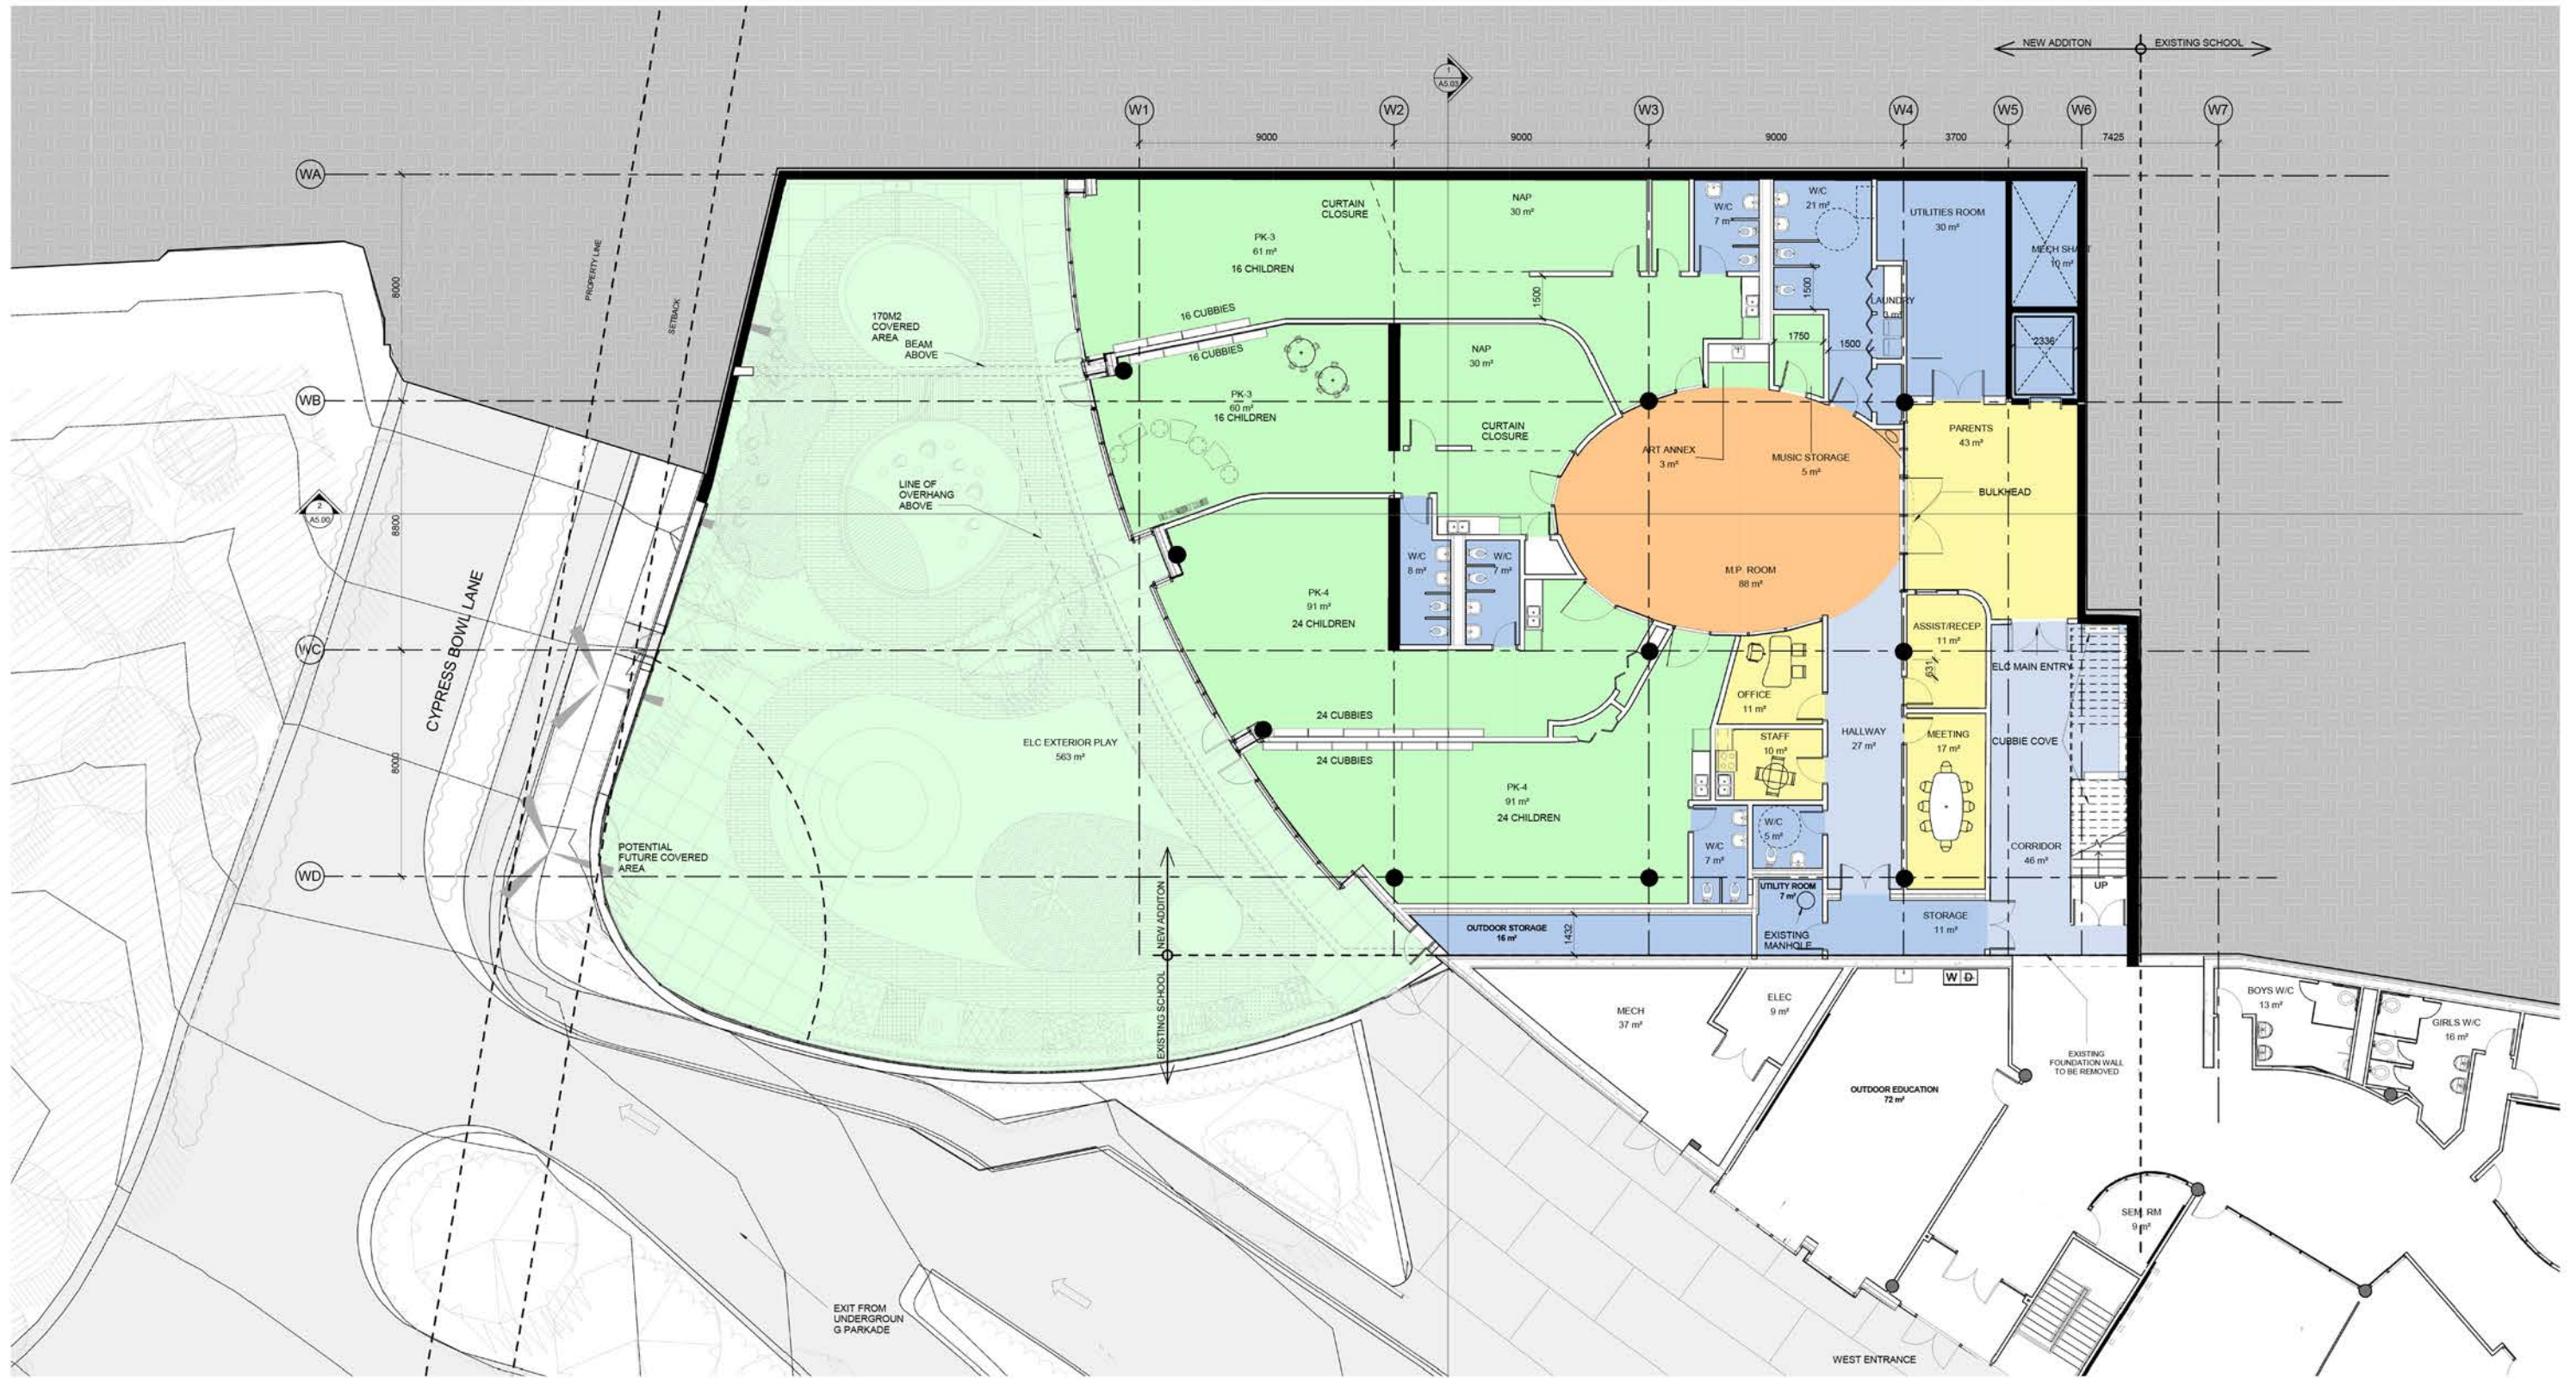 NEW ADDITON
EXISTING SCHOOL
1
A5.03
W1
W2
W3
W4
W5
W6
W7
9000
9000
9000
3700
7425
WA
WB
WC
WD
8000
8800
8000
PROPERTY LINE
SETBACK
CYPRESS BOWL LANE
2
A5.00
170M2
COVERED
AREA
BEAM
ABOVE
LINE OF
OVERHANG
ABOVE
ELC EXTERIOR PLAY
563 m²
POTENTIAL
FUTURE COVERED
AREA
CURTAIN
CLOSURE
NAP
30 m²
PK-3
61 m²
16 CHILDREN
16 CUBBIES
16 CUBBIES
1500
NAP
30 m²
PK-3
60 m²
16 CHILDREN
CURTAIN
CLOSURE
W/C
7 m²
W/C
21 m²
1500
UTILITIES ROOM
30 m²
MECH SHAFT
10 m²
LAUNDRY
3 m²
1750
1500
2336
ART ANNEX
3 m²
MUSIC STORAGE
5 m²
PARENTS
43 m²
BULKHEAD
M.P. ROOM
88 m²
W/C
8 m²
W/C
7 m²
PK-4
91 m²
24 CHILDREN
24 CUBBIES
24 CUBBIES
PK-4
91 m²
24 CHILDREN
OFFICE
11 m²
STAFF
10 m²
HALLWAY
27 m²
ASSIST/RECEP.
11 m²
631
MEETING
17 m²
ELC MAIN ENTRY
CUBBIE COVE
CORRIDOR
46 m²
UP
W/C
7 m²
W/C
5 m²
UTILITY ROOM
7 m²
EXISTING
MANHOLE
STORAGE
11 m²
OUTDOOR STORAGE
16 m²
1432
NEW ADDITON
EXISTING SCHOOL
MECH
37 m²
ELEC
9 m²
W D
OUTDOOR EDUCATION
72 m²
EXISTING
FOUNDATION WALL
TO BE REMOVED
BOYS W/C
13 m²
GIRLS W/C
16 m²
SEM. RM
9 m²
EXIT FROM
UNDERGROUN
G PARKADE
WEST ENTRANCE